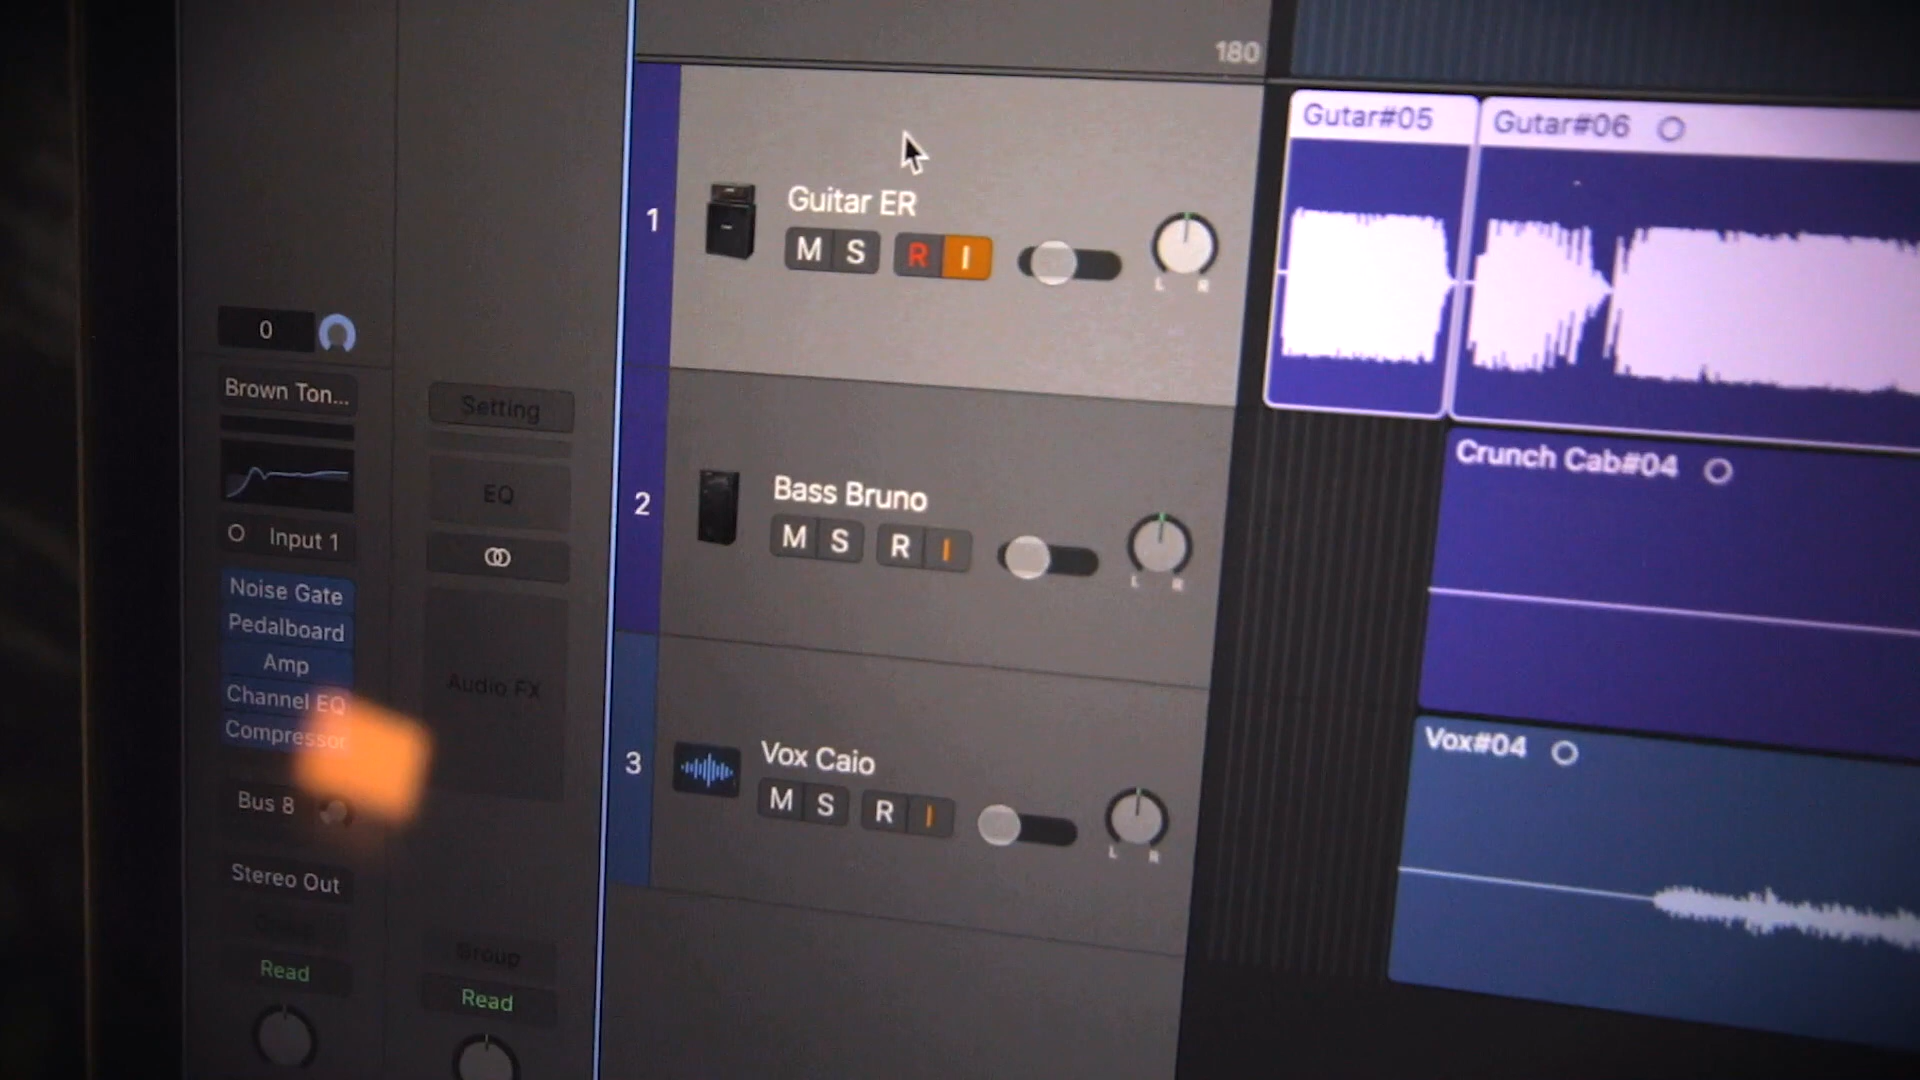 0
Brown Ton...
Input 1
Noise Gate
Pedalboard
Amp
Channel EQ
Compressor
Bus 8
Stereo Out
Group
Read
Setting
EQ
Audio FX
Group
Read
180
1
Guitar ER
M S R I
L R
2
Bass Bruno
M S R I
L R
3
Vox Caio
M S R I
L R
Gutar#05
Gutar#06
Crunch Cab#04
Vox#04